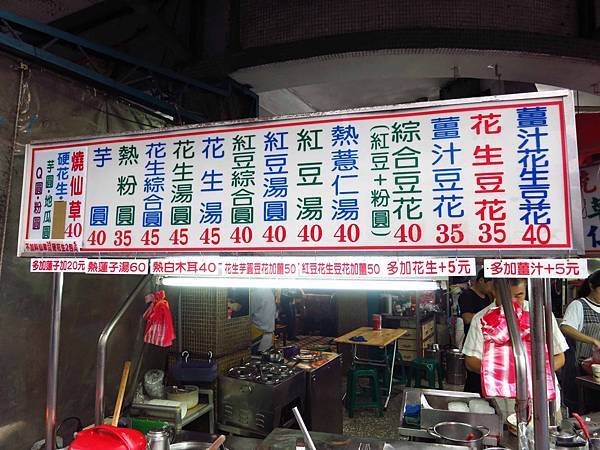 薑汁花生豆花 40
花生豆花 35
薑汁豆花 35
綜合豆花 40
(紅豆+粉圓)
熱薏仁湯 40
紅豆湯 40
紅豆湯圓 40
紅豆綜合圓 40
花生湯 45
花生湯圓 45
花生綜合圓 45
熱粉圓 35
芋圓 40
燒仙草 40
硬花生·
芋圓·地瓜圓
Q圓·粉圓
多加蓮子加20元
熱蓮子湯60
熱白木耳40
花生芋圓豆花加量50
紅豆花生豆花加量50
多加花生+5元
多加薑汁+5元